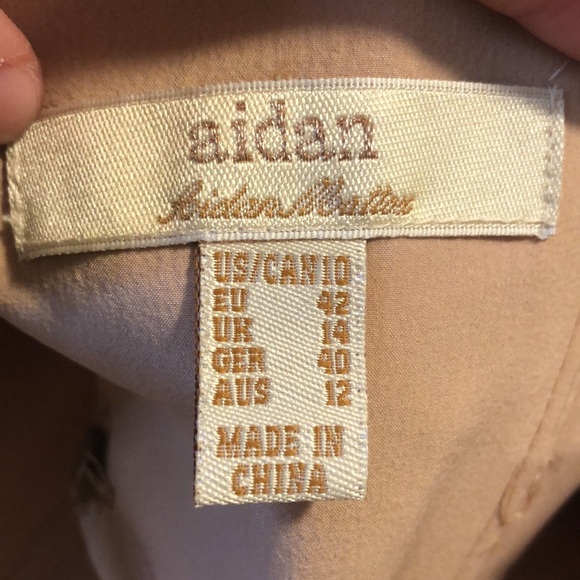 aidan
Aidan Mattox
US/CAN 10
EU 42
UK 14
GER 40
AUS 12
MADE IN
CHINA